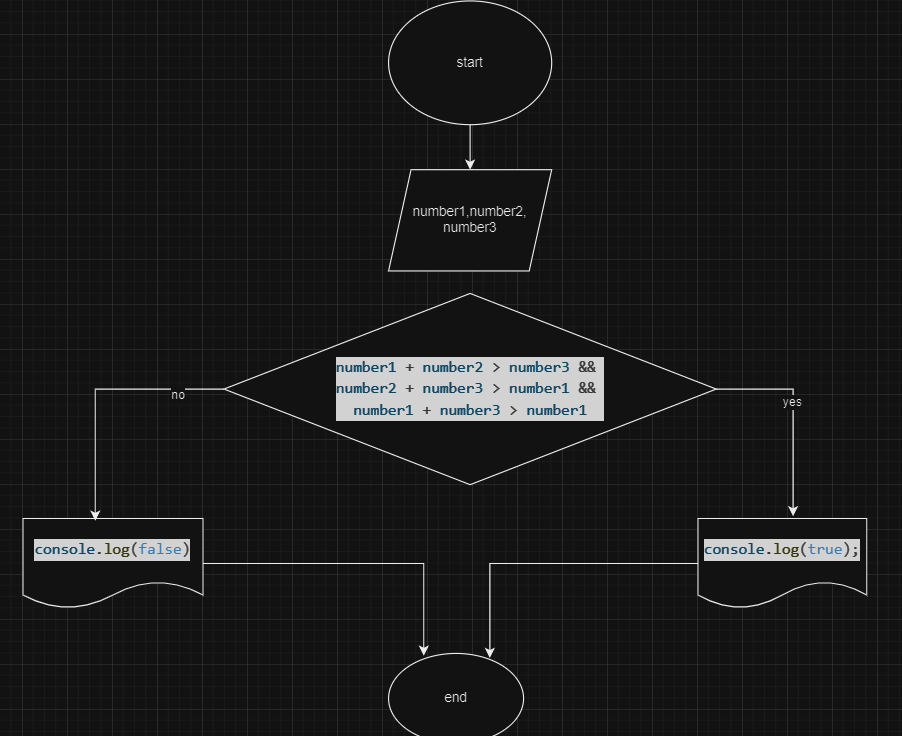 start
number1,number2,
number3
number1 + number2 > number3 &&
number2 + number3 > number1 &&
number1 + number3 > number1
no
yes
console.log(false)
console.log(true);
end